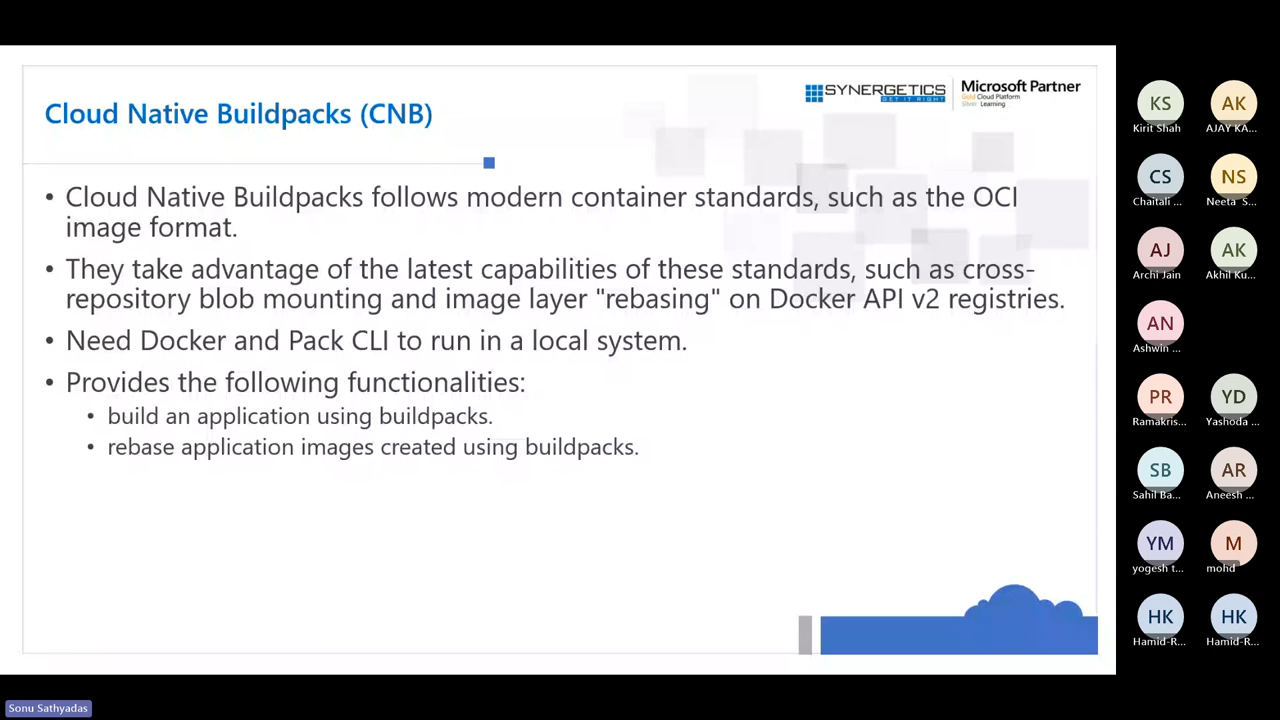 Cloud Native Buildpacks (CNB)
SYNERGETICS
GET IT RIGHT
Microsoft Partner
Gold Cloud Platform
Silver Learning
• Cloud Native Buildpacks follows modern container standards, such as the OCI
image format.
• They take advantage of the latest capabilities of these standards, such as cross-
repository blob mounting and image layer "rebasing" on Docker API v2 registries.
• Need Docker and Pack CLI to run in a local system.
• Provides the following functionalities:
• build an application using buildpacks.
• rebase application images created using buildpacks.
KS
Kirit Shah
AK
AJAY KA...
CS
Chaitali ...
NS
Neeta S...
AJ
Archi Jain
AK
Akhil Ku...
AN
Ashwin ...
PR
Ramakris...
YD
Yashoda ...
SB
Sahil Ba...
AR
Aneesh ...
YM
yogesh t...
M
mohd
HK
Hamid-R...
HK
Hamid-R...
Sonu Sathyadas